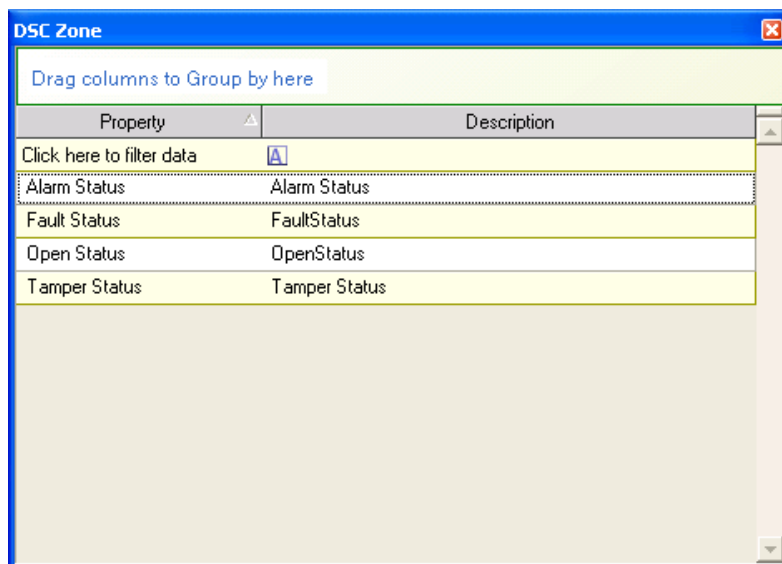 DSC Zone
Drag columns to Group by here
Property Description
Click here to filter data A
Alarm Status Alarm Status
Fault Status FaultStatus
Open Status OpenStatus
Tamper Status Tamper Status